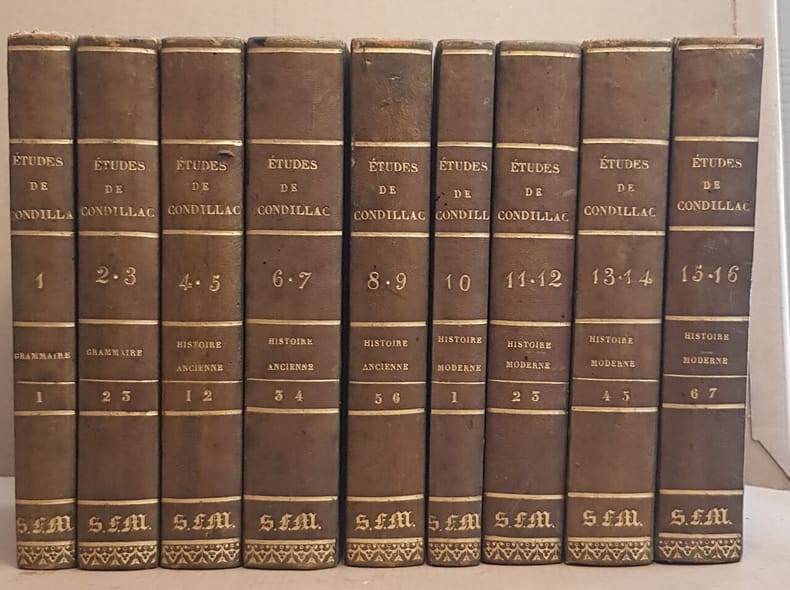 ÉTUDES
DE
CONDILLA
1
GRAMMAIRE
1
S.F.M.
ÉTUDES
DE
CONDILLAC
2·3
GRAMMAIRE
2 3
S.F.M.
ÉTUDES
DE
CONDILLAC
4·5
HISTOIRE
ANCIENNE
1 2
S.F.M.
ÉTUDES
DE
CONDILLAC
6·7
HISTOIRE
ANCIENNE
3 4
S.F.M.
ÉTUDES
DE
CONDILLAC
8·9
HISTOIRE
ANCIENNE
5 6
S.F.M.
ÉTUDES
DE
CONDILL
10
HISTOIRE
MODERNE
1
S.F.M.
ÉTUDES
DE
CONDILLAC
11·12
HISTOIRE
MODERNE
2 3
S.F.M.
ÉTUDES
DE
CONDILLAC
13·14
HISTOIRE
MODERNE
4 5
S.F.M.
ÉTUDES
DE
CONDILLAC
15·16
HISTOIRE
MODERNE
6 7
S.F.M.